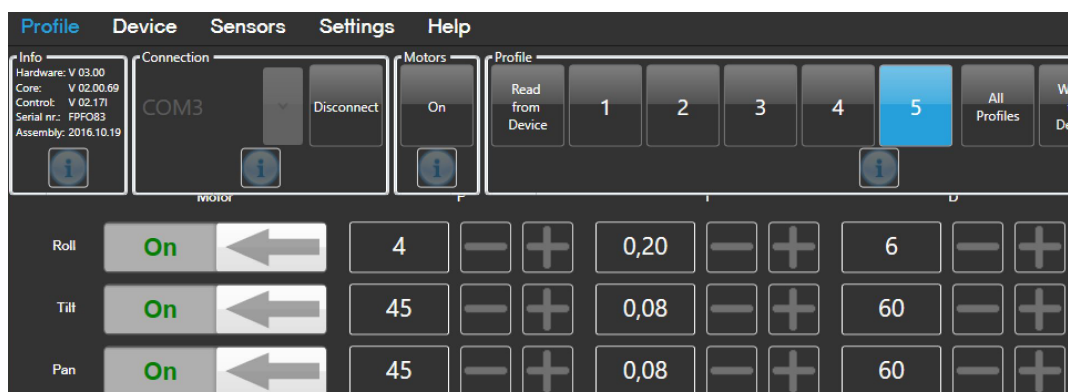 Profile Device Sensors Settings Help
Info
Hardware: V 03.00
Core: V 02.00.69
Control: V 02.17I
Serial nr.: FPFO83
Assembly: 2016.10.19
Connection
COM3
Disconnect
Motors
On
Profile
Read
from
Device
1 2 3 4 5
All
Profiles
Motor P I D
Roll On 4 0,20 6
Tilt On 45 0,08 60
Pan On 45 0,08 60